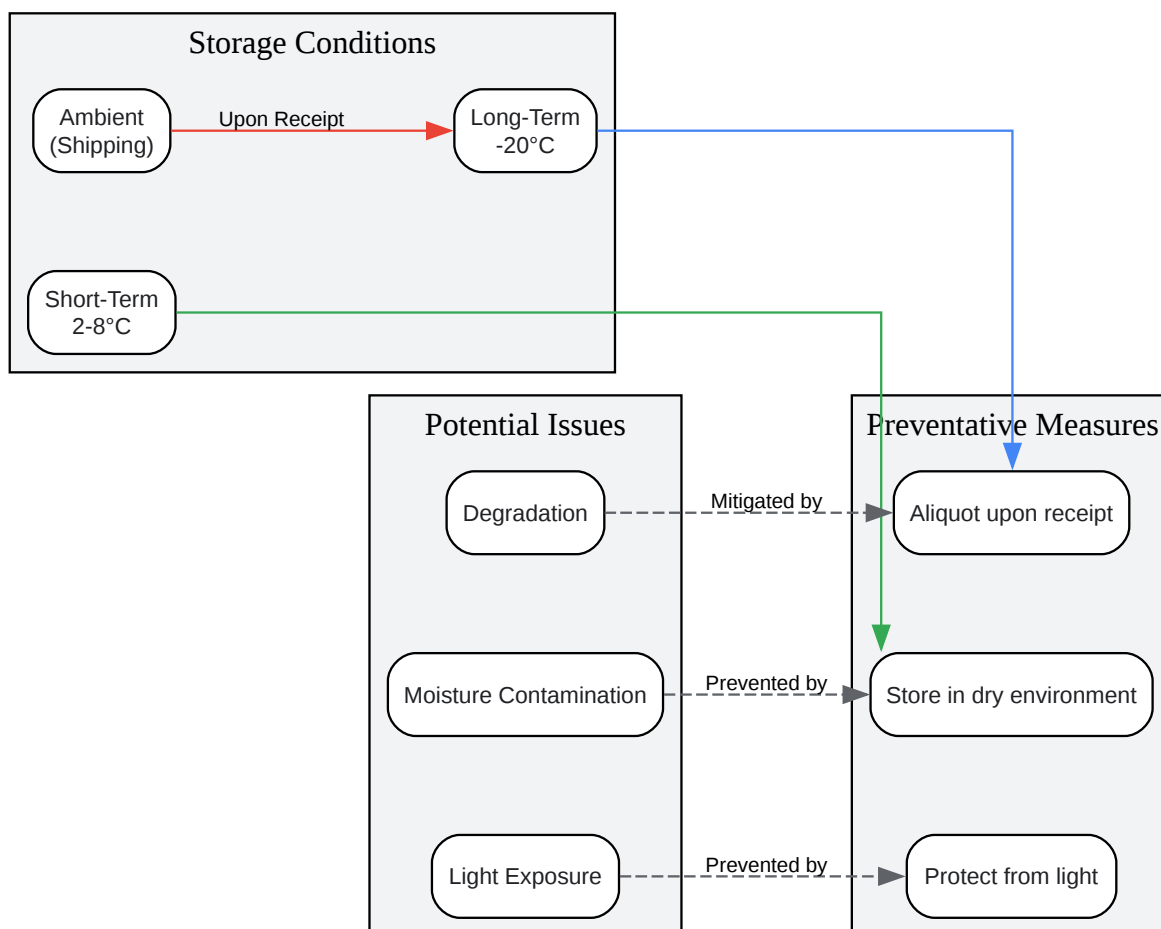 Storage Conditions
Ambient
(Shipping)
Upon Receipt
Long-Term
-20°C
Short-Term
2-8°C
Potential Issues
Preventative Measures
Degradation
Mitigated by
Aliquot upon receipt
Moisture Contamination
Prevented by
Store in dry environment
Light Exposure
Prevented by
Protect from light